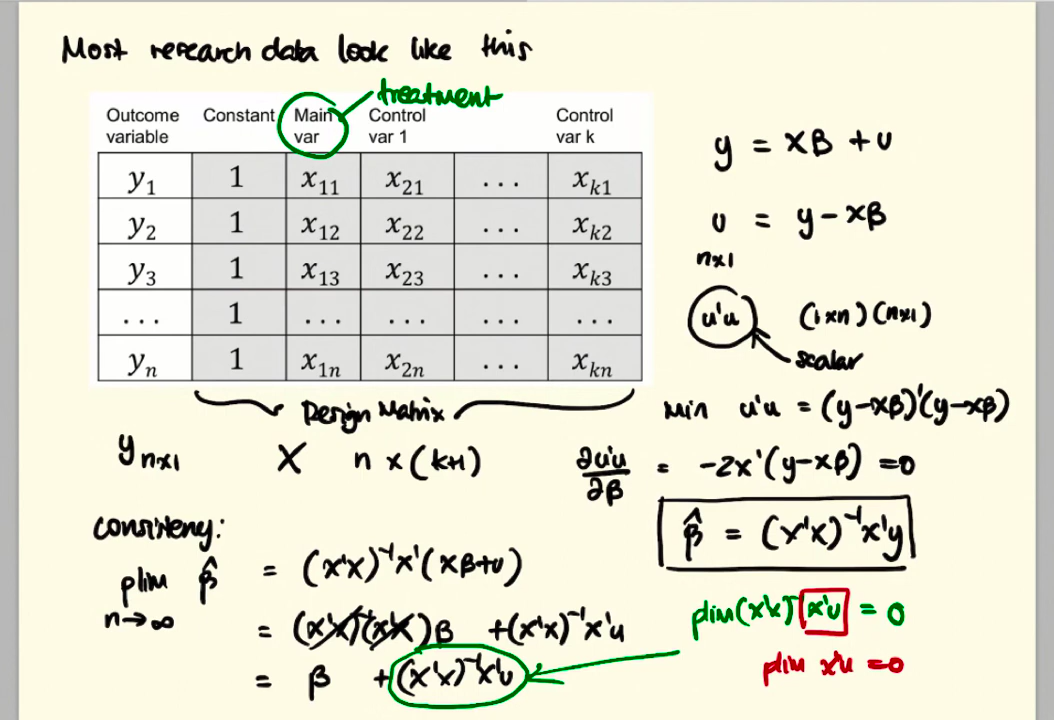 Most research data look like this
treatment
Outcome variable Constant Main var Control var 1 Control var k
y₁ 1 x₁₁ x₂₁ ... xₖ₁
y₂ 1 x₁₂ x₂₂ ... xₖ₂
y₃ 1 x₁₃ x₂₃ ... xₖ₃
... 1 ... ... ... ...
yₙ 1 x₁ₙ x₂ₙ ... xₖₙ
Design Matrix
y n×1 X n x (k+1)
y = Xβ + u
u = y - Xβ
n×1
u'u (1×n)(n×1)
scalar
min u'u = (y-Xβ)'(y-Xβ)
∂u'u/∂β = -2X'(y-Xβ) = 0
β̂ = (X'X)⁻¹X'y
consistency:
plim β̂ = (X'X)⁻¹X'(Xβ+u)
n→∞
= (X'X)⁻¹(X'X)β + (X'X)⁻¹X'u
= β + (X'X)⁻¹X'u
plim(X'X)⁻¹X'u = 0
plim X'u = 0